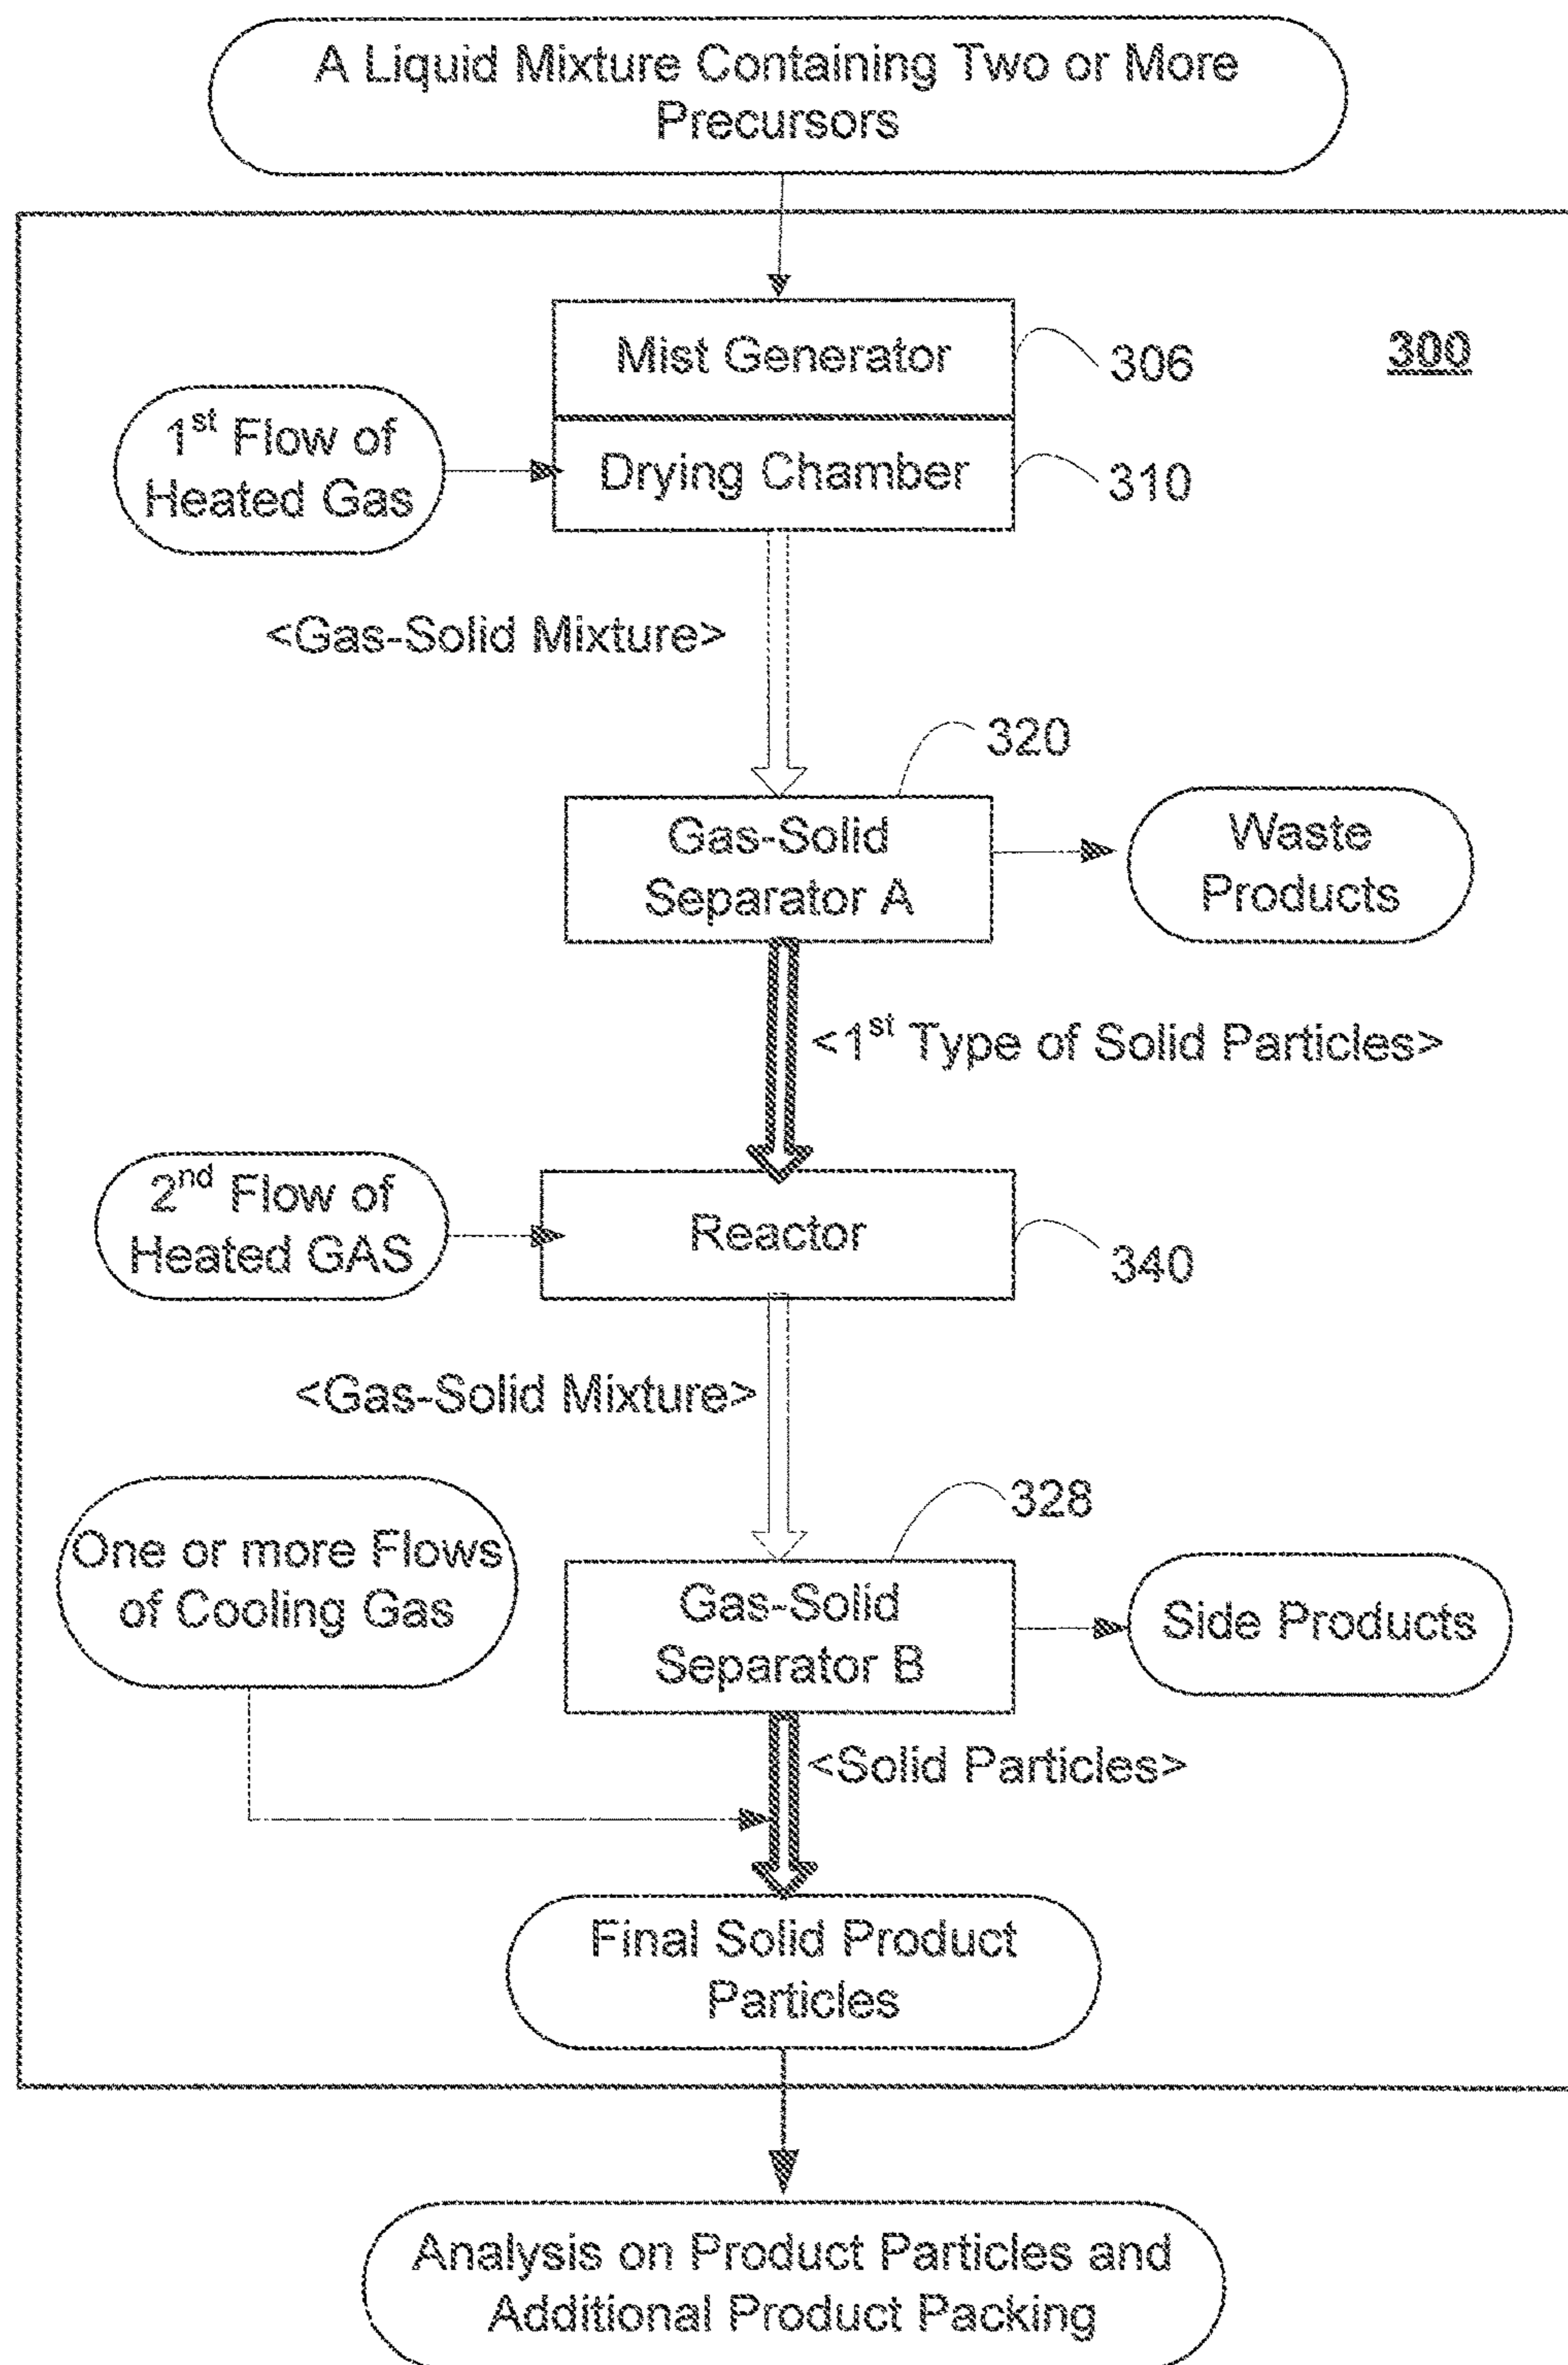 A Liquid Mixture Containing Two or More
Precursors
Mist Generator
306
300
1st Flow of
Heated Gas
Drying Chamber
310
<Gas-Solid Mixture>
320
Gas-Solid
Separator A
Waste
Products
<1st Type of Solid Particles>
2nd Flow of
Heated GAS
Reactor
340
<Gas-Solid Mixture>
328
One or more Flows
of Cooling Gas
Gas-Solid
Separator B
Side Products
<Solid Particles>
Final Solid Product
Particles
Analysis on Product Particles and
Additional Product Packing